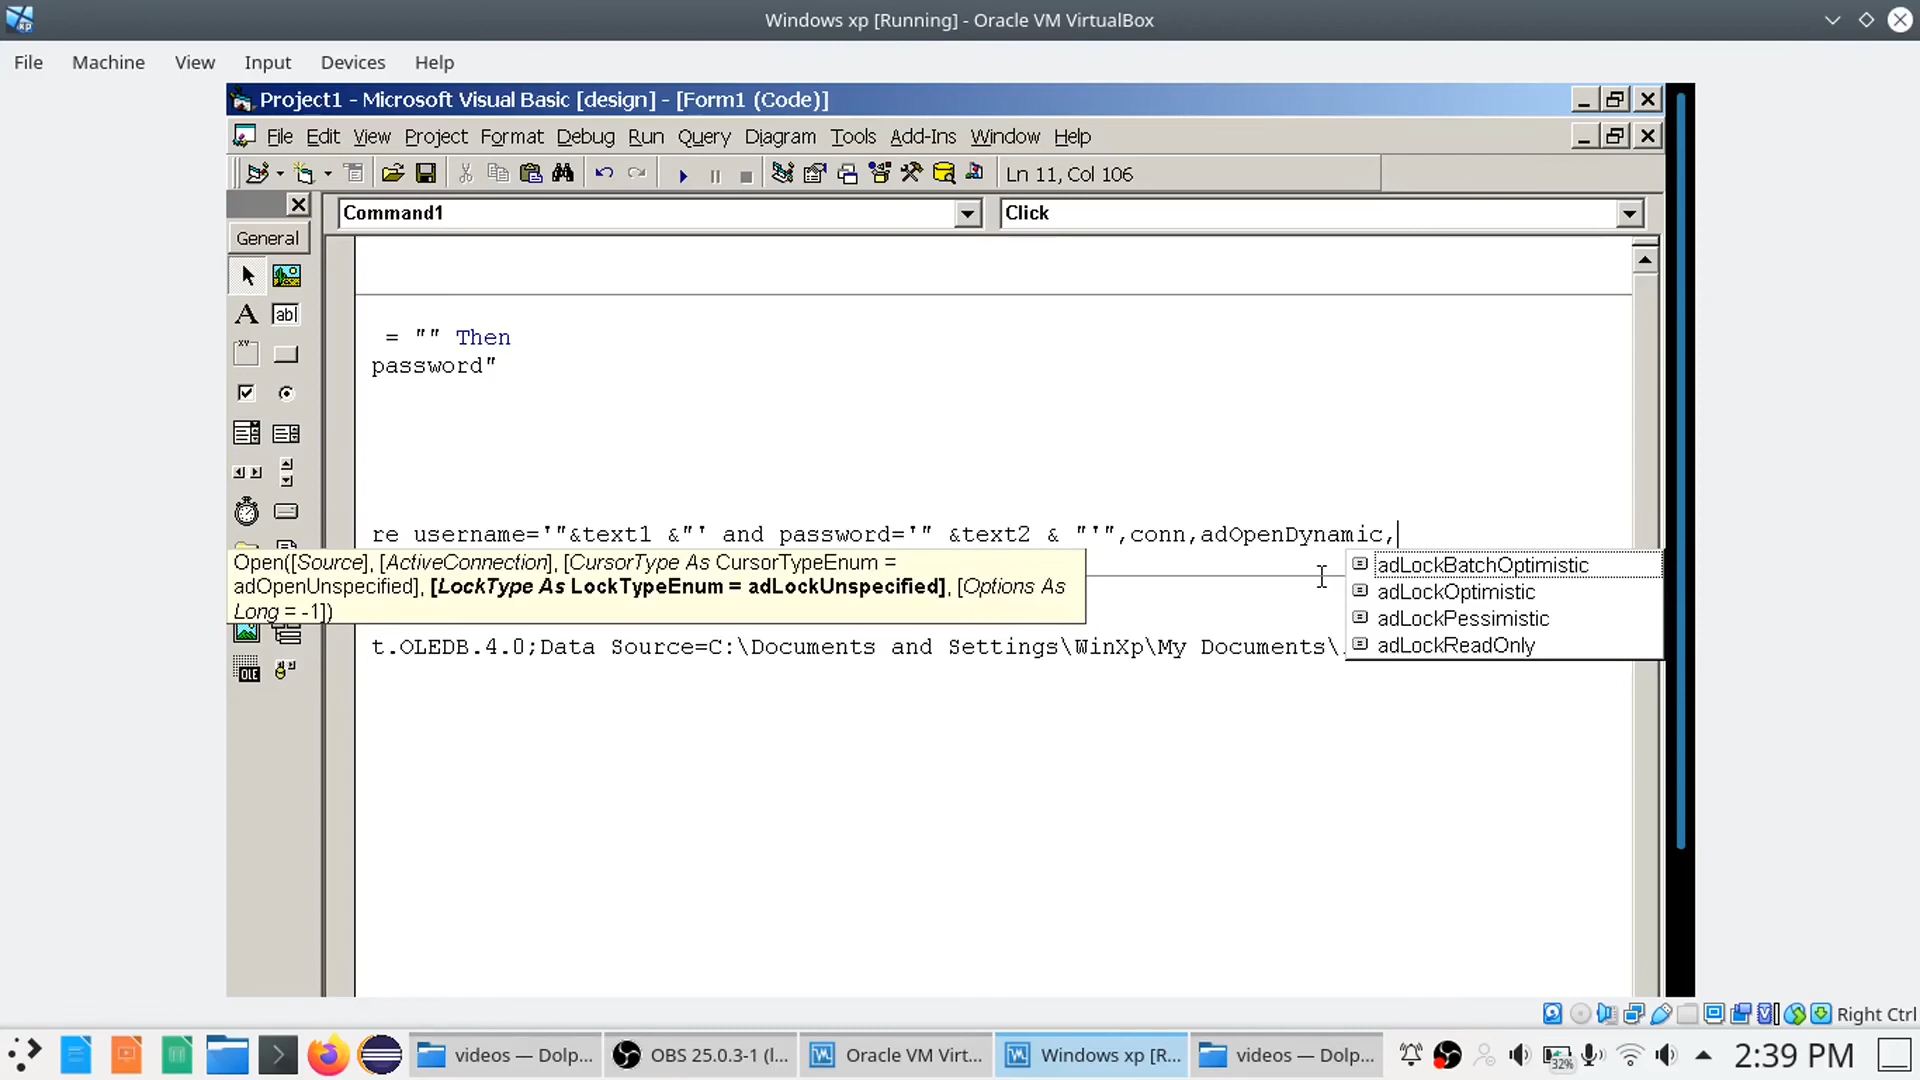 Windows xp [Running] - Oracle VM VirtualBox
File Machine View Input Devices Help
Project1 - Microsoft Visual Basic [design] - [Form1 (Code)]
File Edit View Project Format Debug Run Query Diagram Tools Add-Ins Window Help
Ln 11, Col 106
Command1
Click
General
= "" Then
password"
re username='"&text1 &"' and password='" &text2 & "'",conn,adOpenDynamic,
Open([Source], [ActiveConnection], [CursorType As CursorTypeEnum =
adOpenUnspecified], [LockType As LockTypeEnum = adLockUnspecified], [Options As
Long = -1])
adLockBatchOptimistic
adLockOptimistic
adLockPessimistic
adLockReadOnly
t.OLEDB.4.0;Data Source=C:\Documents and Settings\WinXp\My Documents\
Right Ctrl
videos — Dolp...
OBS 25.0.3-1 (l...
Oracle VM Virt...
Windows xp [R...
videos — Dolp...
32%
2:39 PM